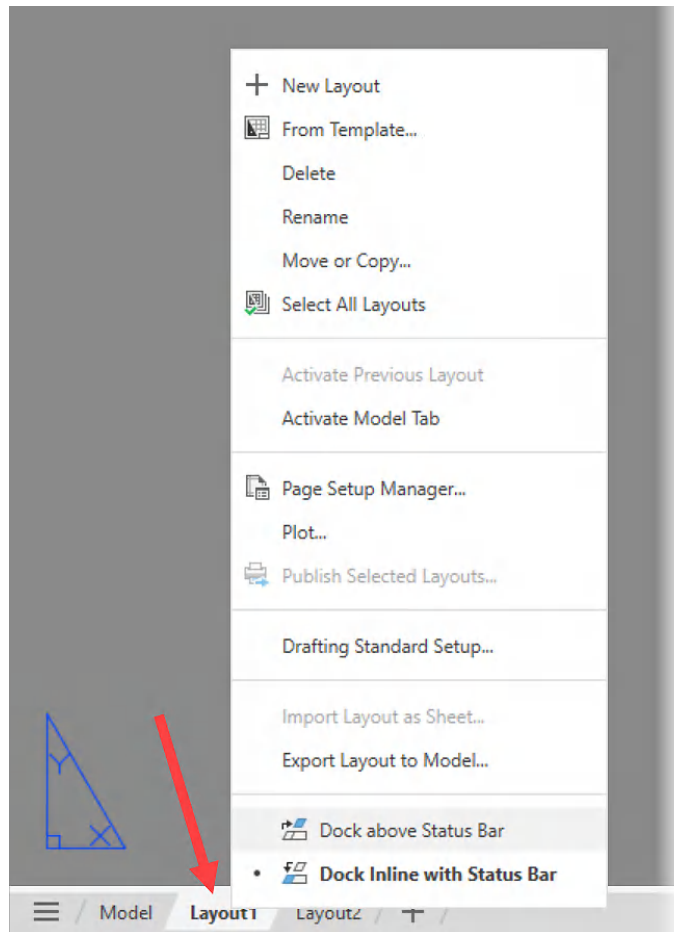 New Layout
From Template...
Delete
Rename
Move or Copy...
Select All Layouts
Activate Previous Layout
Activate Model Tab
Page Setup Manager...
Plot...
Publish Selected Layouts...
Drafting Standard Setup...
Import Layout as Sheet...
Export Layout to Model...
Dock above Status Bar
• Dock Inline with Status Bar
Y
X
Model Layout1 Layout2